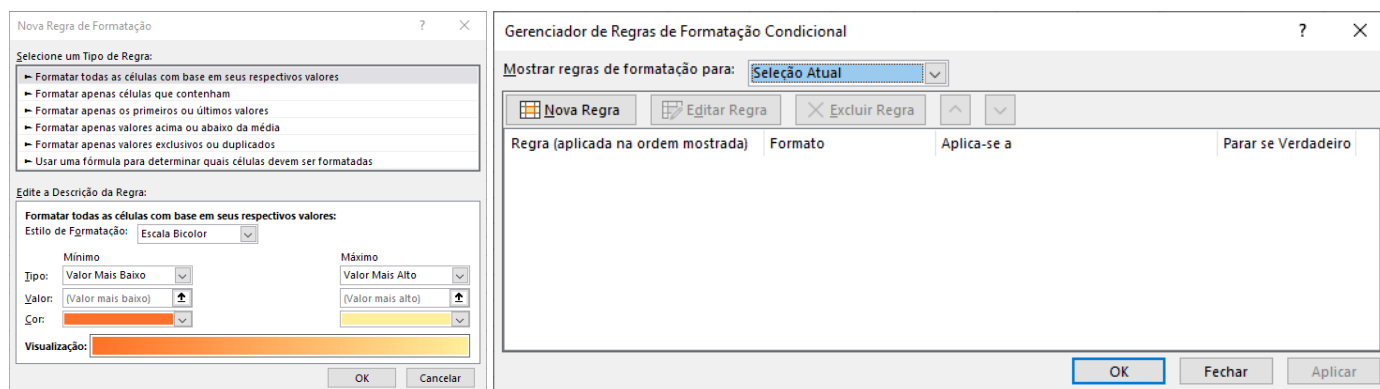 Nova Regra de Formatação
?
Selecione um Tipo de Regra:
► Formatar todas as células com base em seus respectivos valores
► Formatar apenas células que contenham
► Formatar apenas os primeiros ou últimos valores
► Formatar apenas valores acima ou abaixo da média
► Formatar apenas valores exclusivos ou duplicados
► Usar uma fórmula para determinar quais células devem ser formatadas
Edite a Descrição da Regra:
Formatar todas as células com base em seus respectivos valores:
Estilo de Formatação: Escala Bicolor
Mínimo Máximo
Tipo: Valor Mais Baixo Valor Mais Alto
Valor: (Valor mais baixo) (Valor mais alto)
Cor:
Visualização:
OK Cancelar
Gerenciador de Regras de Formatação Condicional
?
Mostrar regras de formatação para: Seleção Atual
Nova Regra Editar Regra Excluir Regra
Regra (aplicada na ordem mostrada) Formato Aplica-se a Parar se Verdadeiro
OK Fechar Aplicar